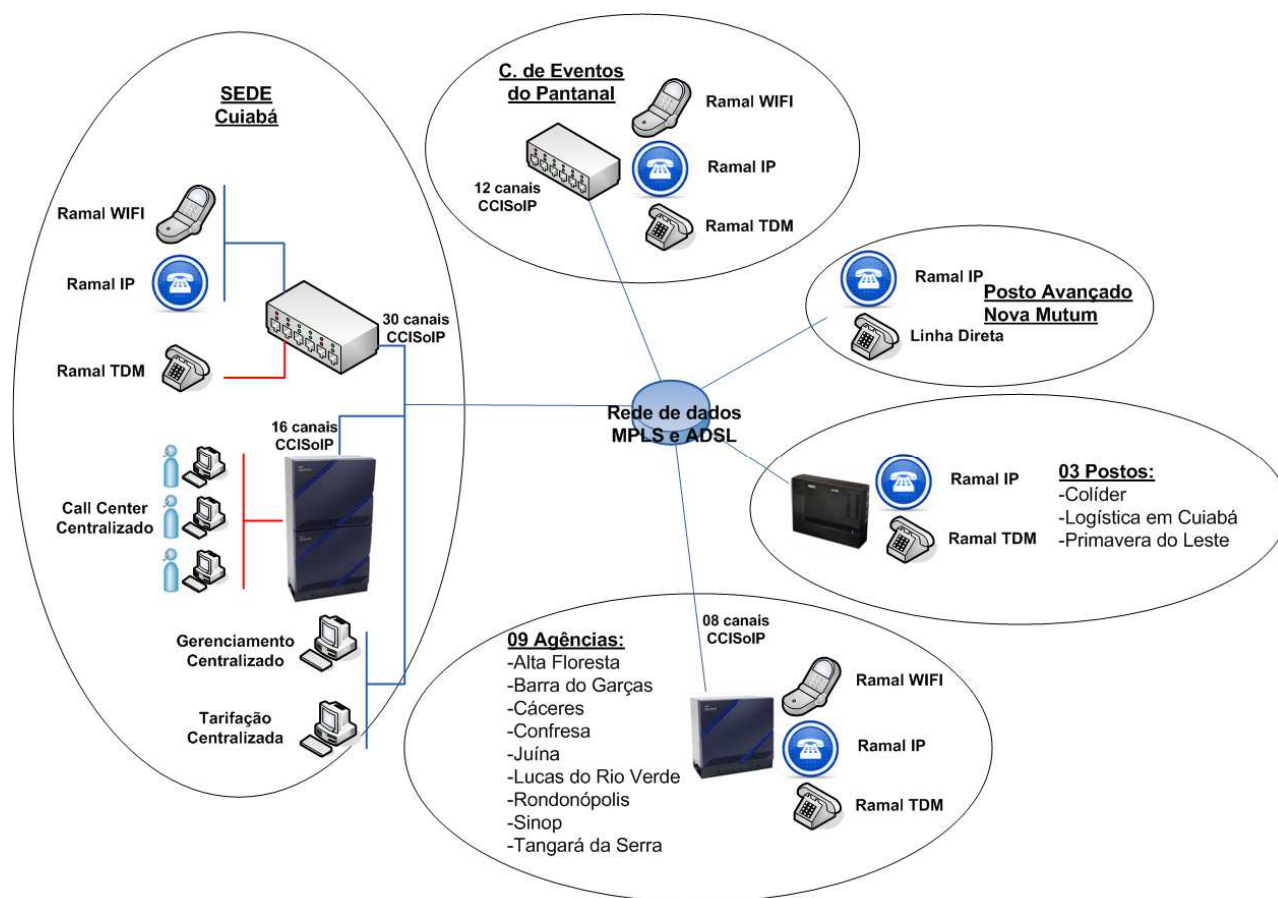 SEDE
Cuiabá
Ramal WIFI
Ramal IP
Ramal TDM
30 canais
CCISoIP
16 canais
CCISoIP
Call Center
Centralizado
Gerenciamento
Centralizado
Tarifação
Centralizada
C. de Eventos
do Pantanal
Ramal WIFI
Ramal IP
Ramal TDM
12 canais
CCISoIP
Ramal IP
Posto Avançado
Nova Mutum
Linha Direta
Rede de dados
MPLS e ADSL
Ramal IP
Ramal TDM
03 Postos:
-Colíder
-Logística em Cuiabá
-Primavera do Leste
08 canais
CCISoIP
09 Agências:
-Alta Floresta
-Barra do Garças
-Cáceres
-Confresa
-Juína
-Lucas do Rio Verde
-Rondonópolis
-Sinop
-Tangará da Serra
Ramal WIFI
Ramal IP
Ramal TDM